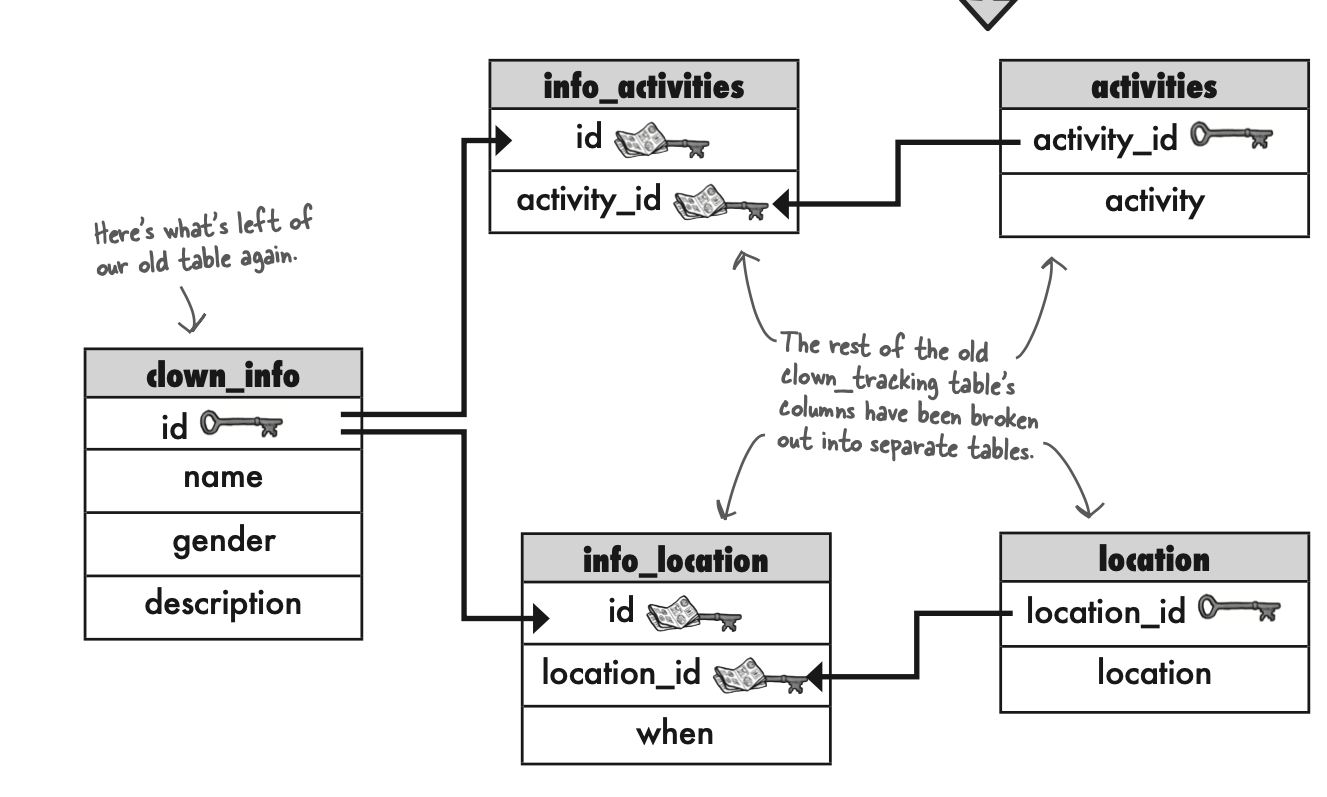 info_activities
id
activity_id
activities
activity_id
activity
Here's what's left of
our old table again.
clown_info
id
name
gender
description
The rest of the old
clown_tracking table's
columns have been broken
out into separate tables.
info_location
id
location_id
when
location
location_id
location